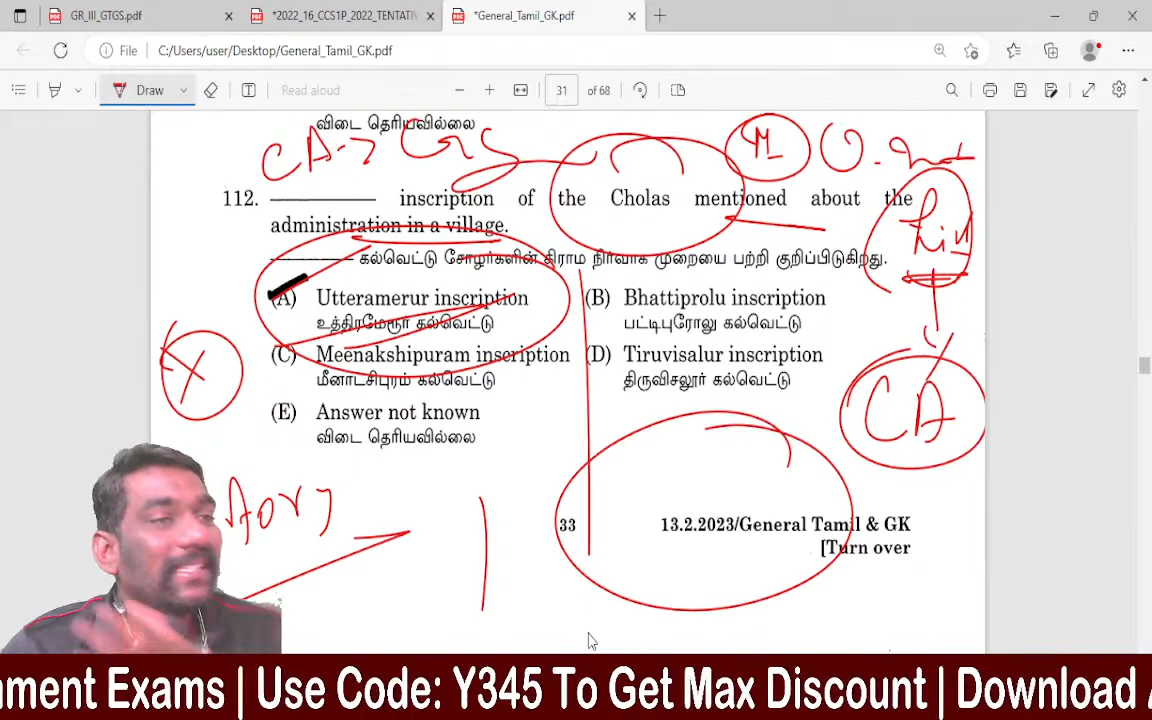 GR_III_GTGS.pdf
*2022_16_CCS1P_2022_TENTATIV
*General_Tamil_GK.pdf
File
C:/Users/user/Desktop/General_Tamil_GK.pdf
Draw
Read aloud
31
of 68
விடை தெரியவில்லை
CA
112. ———— inscription of the Cholas mentioned about the
administration in a village.
———— கல்வெட்டு சோழர்களின் கிராம நிர்வாக முறையை பற்றி குறிப்பிடுகிறது.
(A) Utteramerur inscription (B) Bhattiprolu inscription
உத்திரமேரூர் கல்வெட்டு பட்டிபுரோலு கல்வெட்டு
(C) Meenakshipuram inscription (D) Tiruvisalur inscription
மீனாட்சிபுரம் கல்வெட்டு திருவிசலூர் கல்வெட்டு
X
CA
(E) Answer not known
விடை தெரியவில்லை
33 13.2.2023/General Tamil & GK
[Turn over
nment Exams | Use Code: Y345 To Get Max Discount | Download A